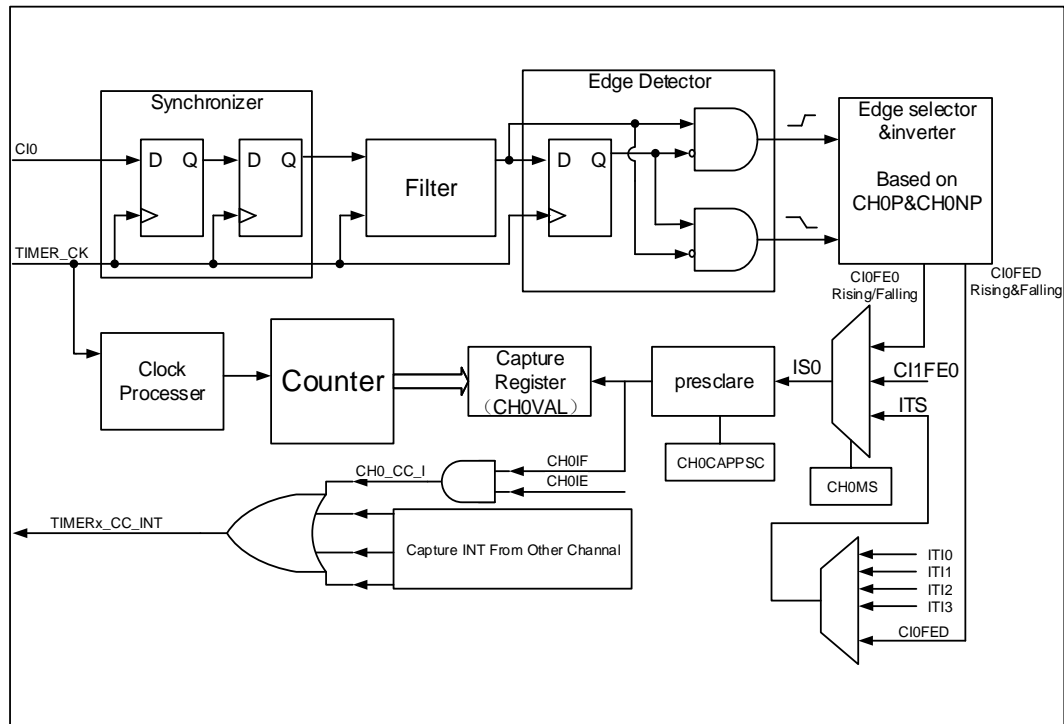 Edge Detector
Synchronizer
Edge selector
&inverter
Based on
CH0P&CH0NP
CI0
D Q
D Q
Filter
D Q
TIMER_CK
CI0FE0
Rising/Falling
CI0FED
Rising&Falling
Clock
Processer
Counter
Capture
Register
（CH0VAL）
presclare
IS0
CI1FE0
ITS
CH0CAPPSC
CH0MS
CH0_CC_I
CH0IF
CH0IE
TIMERx_CC_INT
Capture INT From Other Channel
ITI0
ITI1
ITI2
ITI3
CI0FED